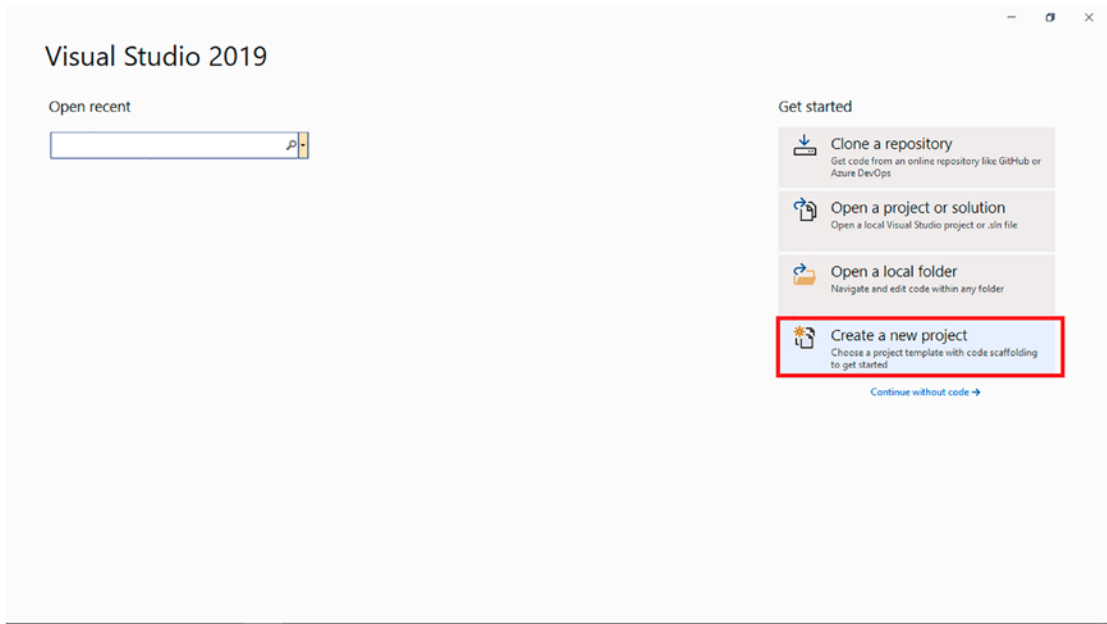 Visual Studio 2019
Open recent
Get started
Clone a repository
Get code from an online repository like GitHub or
Azure DevOps
Open a project or solution
Open a local Visual Studio project or .sln file
Open a local folder
Navigate and edit code within any folder
Create a new project
Choose a project template with code scaffolding
to get started
Continue without code →